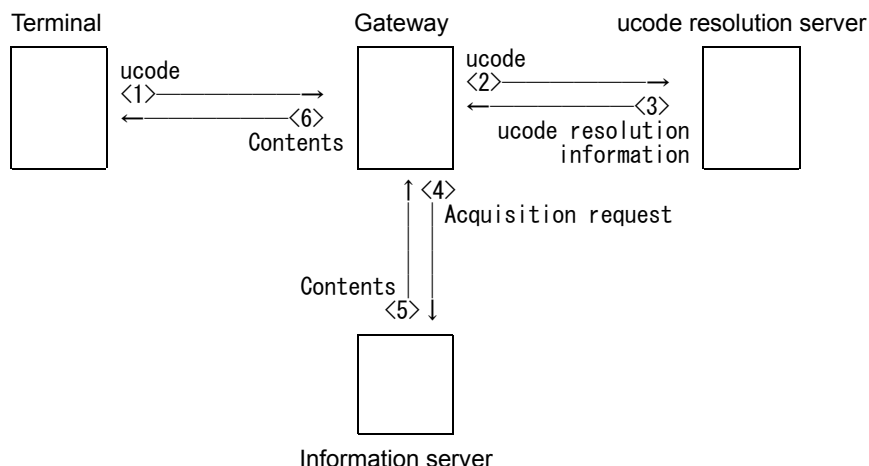 Terminal
Gateway
ucode resolution server
ucode
<1>
<6>
Contents
ucode
<2>
<3>
ucode resolution
information
<4>
Acquisition request
Contents
<5>
Information server